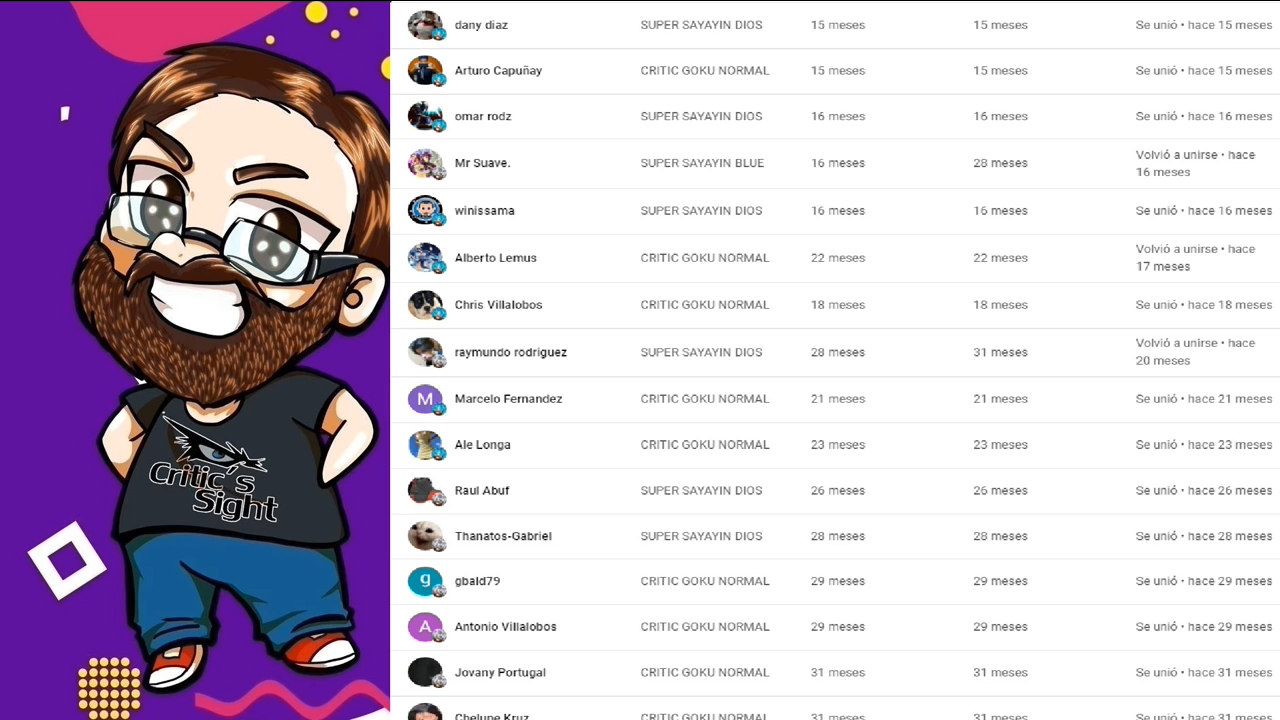 dany diaz SUPER SAYAYIN DIOS 15 meses 15 meses Se unió • hace 15 meses
Arturo Capuñay CRITIC GOKU NORMAL 15 meses 15 meses Se unió • hace 15 meses
omar rodz SUPER SAYAYIN DIOS 16 meses 16 meses Se unió • hace 16 meses
Mr Suave. SUPER SAYAYIN BLUE 16 meses 28 meses Volvió a unirse • hace
16 meses
winissama SUPER SAYAYIN DIOS 16 meses 16 meses Se unió • hace 16 meses
Alberto Lemus CRITIC GOKU NORMAL 22 meses 22 meses Volvió a unirse • hace
17 meses
Chris Villalobos CRITIC GOKU NORMAL 18 meses 18 meses Se unió • hace 18 meses
raymundo rodriguez SUPER SAYAYIN DIOS 28 meses 31 meses Volvió a unirse • hace
20 meses
M Marcelo Fernandez CRITIC GOKU NORMAL 21 meses 21 meses Se unió • hace 21 meses
Ale Longa CRITIC GOKU NORMAL 23 meses 23 meses Se unió • hace 23 meses
Raul Abuf SUPER SAYAYIN DIOS 26 meses 26 meses Se unió • hace 26 meses
Thanatos-Gabriel SUPER SAYAYIN DIOS 28 meses 28 meses Se unió • hace 28 meses
g gbald79 CRITIC GOKU NORMAL 29 meses 29 meses Se unió • hace 29 meses
A Antonio Villalobos CRITIC GOKU NORMAL 29 meses 29 meses Se unió • hace 29 meses
Jovany Portugal CRITIC GOKU NORMAL 31 meses 31 meses Se unió • hace 31 meses
Chelupe Kruz CRITIC GOKU NORMAL 31 meses 31 meses Se unió • hace 31 meses
Critic's
Sight